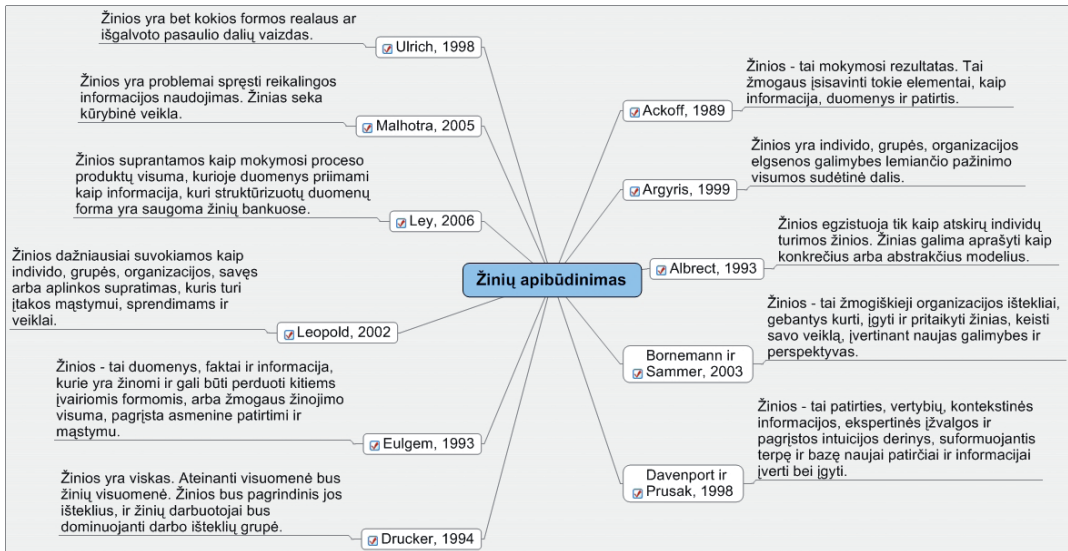 Žinių apibūdinimas
Žinios yra bet kokios formos realaus ar
išgalvoto pasaulio dalių vaizdas.
Ulrich, 1998
Žinios yra problemai spręsti reikalingos
informacijos naudojimas. Žinias seka
kūrybinė veikla.
Malhotra, 2005
Žinios suprantamos kaip mokymosi proceso
produktų visuma, kurioje duomenys priimami
kaip informacija, kuri struktūrizuotų duomenų
forma yra saugoma žinių bankuose.
Ley, 2006
Žinios dažniausiai suvokiamos kaip
individo, grupės, organizacijos, savęs
arba aplinkos supratimas, kuris turi
įtakos mąstymui, sprendimams ir
veiklai.
Leopold, 2002
Žinios - tai duomenys, faktai ir informacija,
kurie yra žinomi ir gali būti perduoti kitiems
įvairiomis formomis, arba žmogaus žinojimo
visuma, pagrįsta asmenine patirtimi ir
mąstymu.
Eulgem, 1993
Žinios yra viskas. Ateinanti visuomenė bus
žinių visuomenė. Žinios bus pagrindinis jos
išteklius, ir žinių darbuotojai bus
dominuojanti darbo išteklių grupė.
Drucker, 1994
Žinios - tai mokymosi rezultatas. Tai
žmogaus įsisavinti tokie elementai, kaip
informacija, duomenys ir patirtis.
Ackoff, 1989
Žinios yra individo, grupės, organizacijos
elgsenos galimybes lemiančio pažinimo
visumos sudėtinė dalis.
Argyris, 1999
Žinios egzistuoja tik kaip atskirų individų
turimos žinios. Žinias galima aprašyti kaip
konkrečius arba abstrakčius modelius.
Albrect, 1993
Žinios - tai žmogiškieji organizacijos ištekliai,
gebantys kurti, įgyti ir pritaikyti žinias, keisti
savo veiklą, įvertinant naujas galimybes ir
perspektyvas.
Bornemann ir
Sammer, 2003
Žinios - tai patirties, vertybių, kontekstinės
informacijos, ekspertinės įžvalgos ir
pagrįstos intuicijos derinys, suformuojantis
terpę ir bazę naujai patirčiai ir informacijai
įverti bei įgyti.
Davenport ir
Prusak, 1998